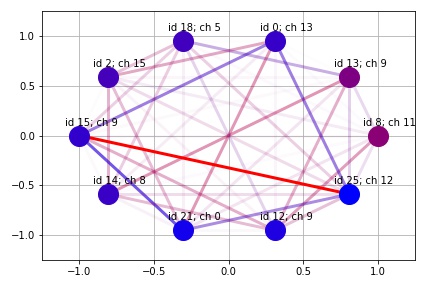 id 18; ch 5
id 0; ch 13
id 2; ch 15
id 13; ch 9
id 15; ch 9
id 8; ch 11
id 14; ch 8
id 25; ch 12
id 21; ch 0
id 12; ch 9
1.0
0.5
0.0
−0.5
−1.0
−1.0
−0.5
0.0
0.5
1.0